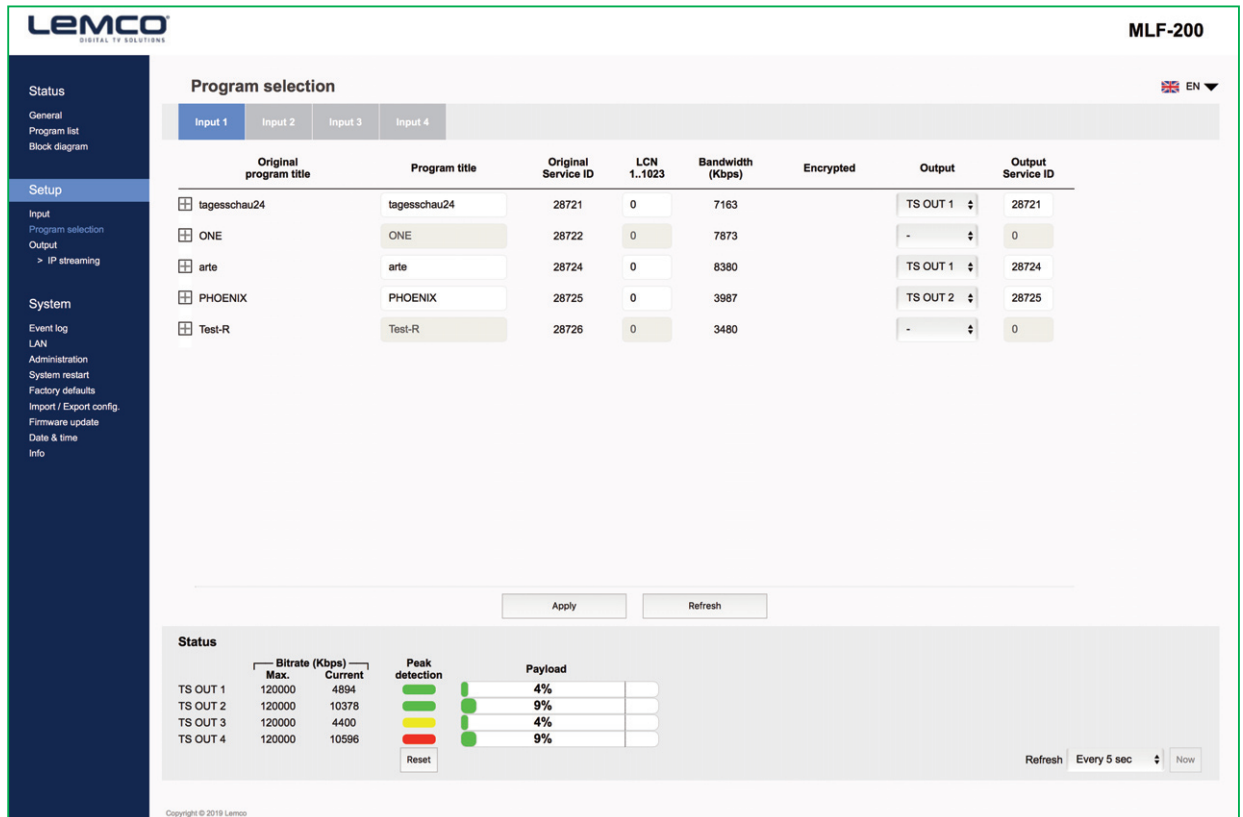 LEMCO
DIGITAL TV SOLUTIONS
MLF-200
Status
General
Program list
Block diagram
Setup
Input
Program selection
Output
> IP streaming
System
Event log
LAN
Administration
System restart
Factory defaults
Import / Export config.
Firmware update
Date & time
Info
Program selection
EN
Input 1 Input 2 Input 3 Input 4
Original program title Program title Original Service ID LCN 1..1023 Bandwidth (Kbps) Encrypted Output Output Service ID
tagesschau24 tagesschau24 28721 0 7163 TS OUT 1 28721
ONE ONE 28722 0 7873 - 0
arte arte 28724 0 8380 TS OUT 1 28724
PHOENIX PHOENIX 28725 0 3987 TS OUT 2 28725
Test-R Test-R 28726 0 3480 - 0
Apply Refresh
Status
Bitrate (Kbps) Peak detection Payload
Max. Current
TS OUT 1 120000 4894 4%
TS OUT 2 120000 10378 9%
TS OUT 3 120000 4400 4%
TS OUT 4 120000 10596 9%
Reset
Refresh Every 5 sec Now
Copyright © 2019 Lemco